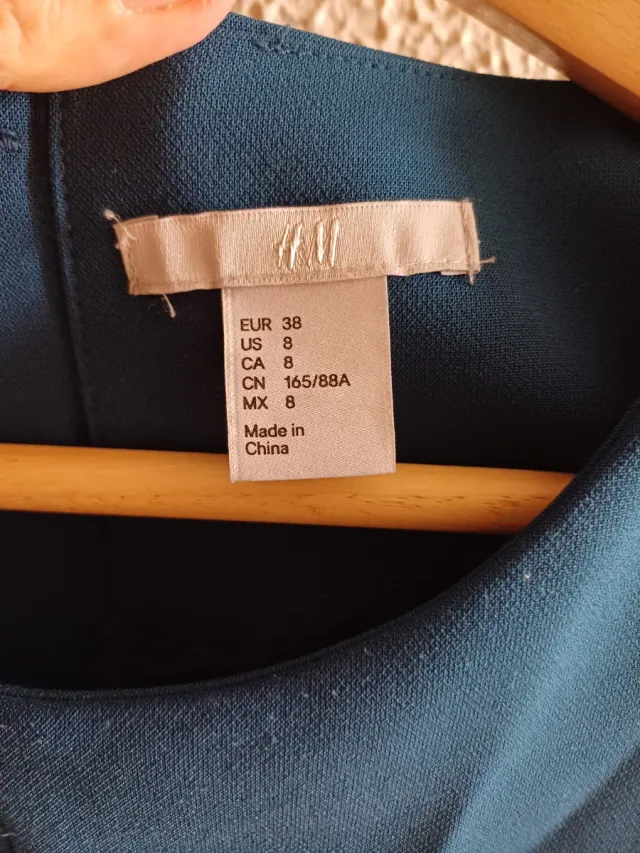 H&M
EUR 38
US 8
CA 8
CN 165/88A
MX 8
Made in
China